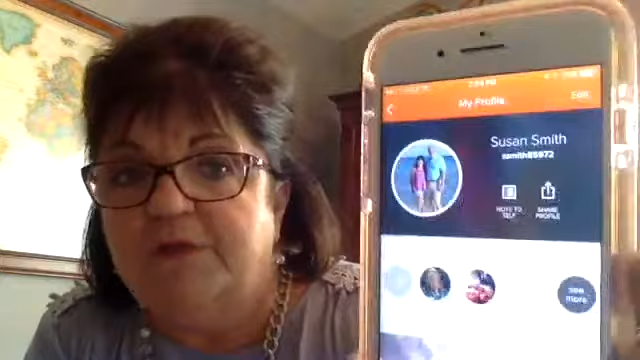 My Profile
Edit
Susan Smith
ssmith85972
NOTE TO
SELF
SHARE
PROFILE
see
more